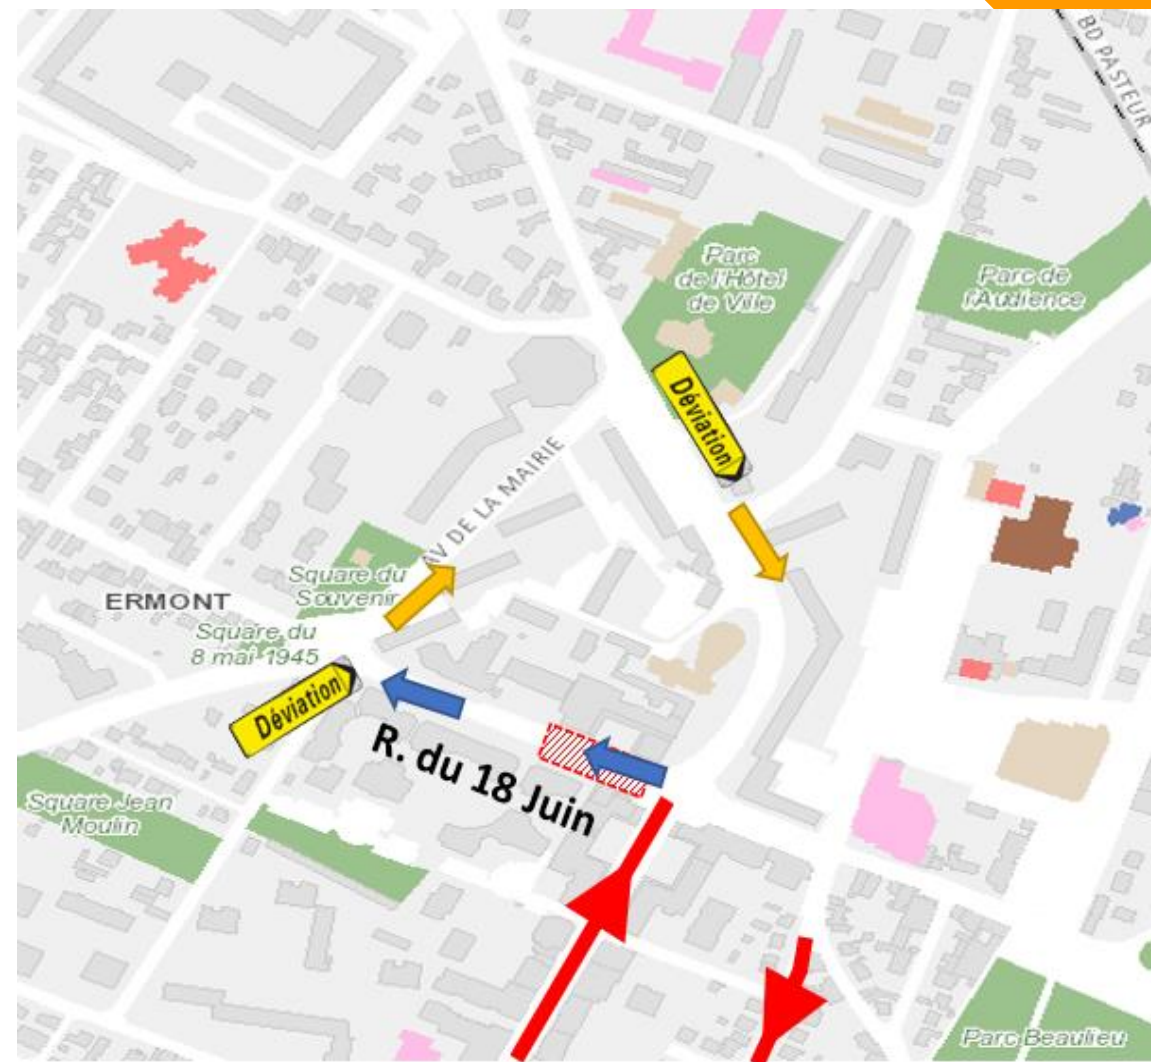 BD PASTEUR
Parc
de l'Hôtel
de Ville
Parc de
l'Audience
Déviation
AV DE LA MAIRIE
Square du
Souvenir
ERMONT
Square du
8 mai 1945
Déviation
R. du 18 Juin
Square Jean
Moulin
Parc Beaulieu